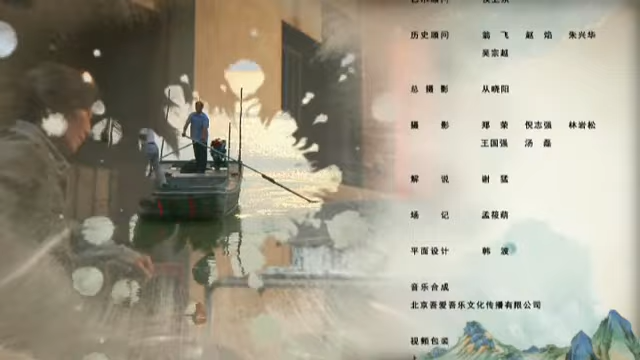 历史顾问 翁 飞 赵 焰 朱兴华
吴宗越
总 摄 影 从晓阳
摄 影 郑 荣 倪志强 林岩松
王国强 汤 磊
解 说 谢 猛
场 记 孟筱萌
平面设计 韩 波
音乐合成
北京吾爱吾乐文化传播有限公司
视频包装